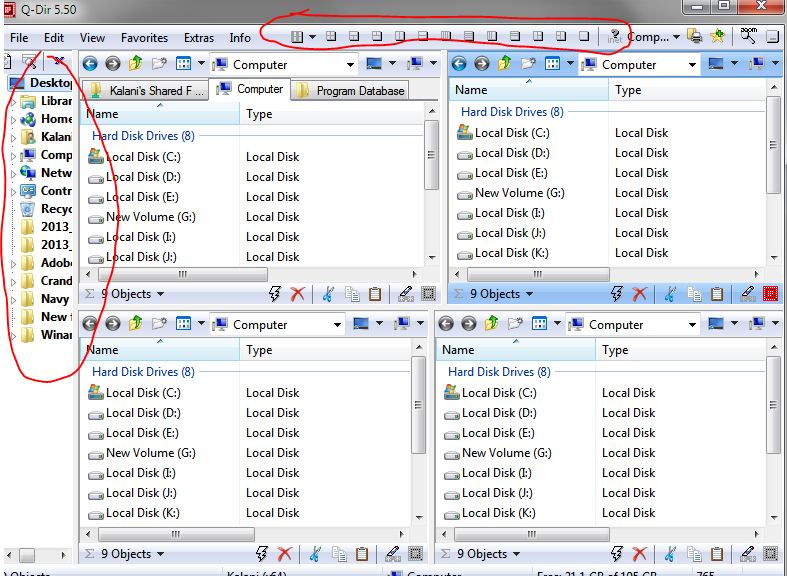 Q-Dir 5.50
File Edit View Favorites Extras Info Comp... zoom
Desktop
Librar
Home
Kalani
Comp
Netw
Contr
Recyc
2013_
2013_
Adob
Crand
Navy
New f
Winar
Computer
Kalani's Shared F ... Computer Program Database
Name Type
Hard Disk Drives (8)
Local Disk (C:) Local Disk
Local Disk (D:) Local Disk
Local Disk (E:) Local Disk
New Volume (G:) Local Disk
Local Disk (I:) Local Disk
Local Disk (J:) Local Disk
Σ 9 Objects
Computer
Name Type
Hard Disk Drives (8)
Local Disk (C:) Local Disk
Local Disk (D:) Local Disk
Local Disk (E:) Local Disk
New Volume (G:) Local Disk
Local Disk (I:) Local Disk
Local Disk (J:) Local Disk
Local Disk (K:) Local Disk
Σ 9 Objects
Computer
Name Type
Hard Disk Drives (8)
Local Disk (C:) Local Disk
Local Disk (D:) Local Disk
Local Disk (E:) Local Disk
New Volume (G:) Local Disk
Local Disk (I:) Local Disk
Local Disk (J:) Local Disk
Local Disk (K:) Local Disk
Σ 9 Objects
Computer
Name Type
Hard Disk Drives (8)
Local Disk (C:) Local Disk
Local Disk (D:) Local Disk
Local Disk (E:) Local Disk
New Volume (G:) Local Disk
Local Disk (I:) Local Disk
Local Disk (J:) Local Disk
Local Disk (K:) Local Disk
Σ 9 Objects
Objects Kalani (x64) Computer Free: 21.1 GB of 105 GB 765